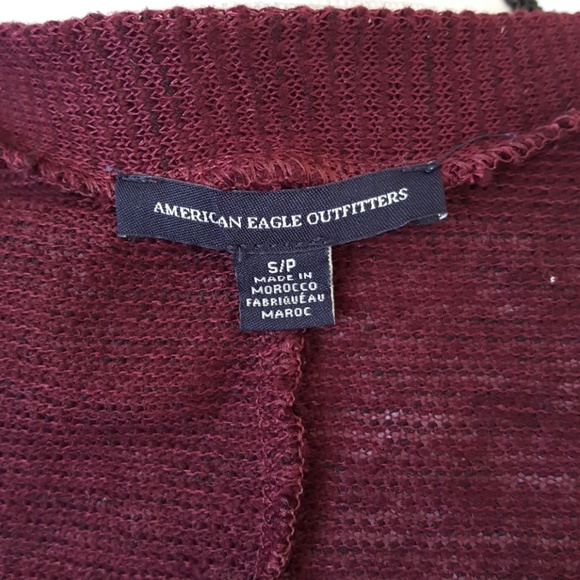 AMERICAN EAGLE OUTFITTERS
S/P
MADE IN
MOROCCO
FABRIQUÉAU
MAROC